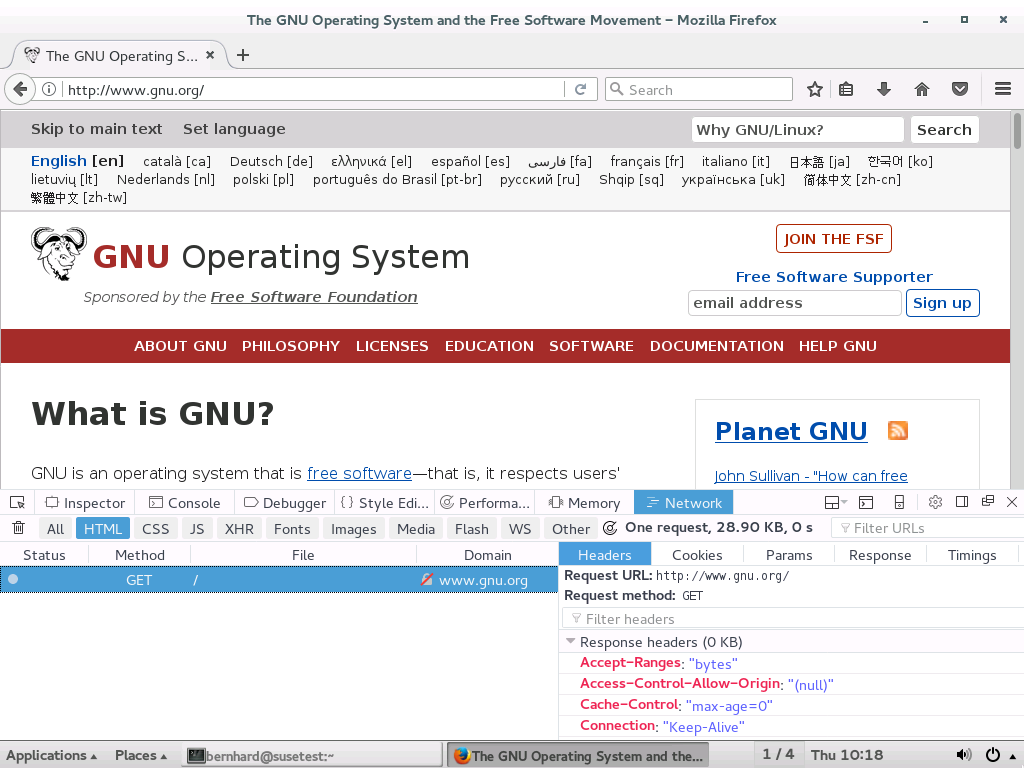 The GNU Operating System and the Free Software Movement – Mozilla Firefox
The GNU Operating S...
http://www.gnu.org/
Search
Skip to main text Set language
Why GNU/Linux? Search
English [en] català [ca] Deutsch [de] ελληνικά [el] español [es] فارسی [fa] français [fr] italiano [it] 日本語 [ja] 한국어 [ko]
lietuvių [lt] Nederlands [nl] polski [pl] português do Brasil [pt-br] русский [ru] Shqip [sq] українська [uk] 简体中文 [zh-cn]
繁體中文 [zh-tw]
GNU Operating System
Sponsored by the Free Software Foundation
JOIN THE FSF
Free Software Supporter
email address Sign up
ABOUT GNU PHILOSOPHY LICENSES EDUCATION SOFTWARE DOCUMENTATION HELP GNU
What is GNU?
GNU is an operating system that is free software—that is, it respects users'
Planet GNU
John Sullivan - "How can free
Inspector Console Debugger Style Edi... Performa... Memory Network
All HTML CSS JS XHR Fonts Images Media Flash WS Other One request, 28.90 KB, 0 s Filter URLs
Status Method File Domain
GET / www.gnu.org
Headers Cookies Params Response Timings
Request URL: http://www.gnu.org/
Request method: GET
Filter headers
Response headers (0 KB)
Accept-Ranges: "bytes"
Access-Control-Allow-Origin: "(null)"
Cache-Control: "max-age=0"
Connection: "Keep-Alive"
Applications Places bernhard@susetest:~ The GNU Operating System and the... 1 / 4 Thu 10:18